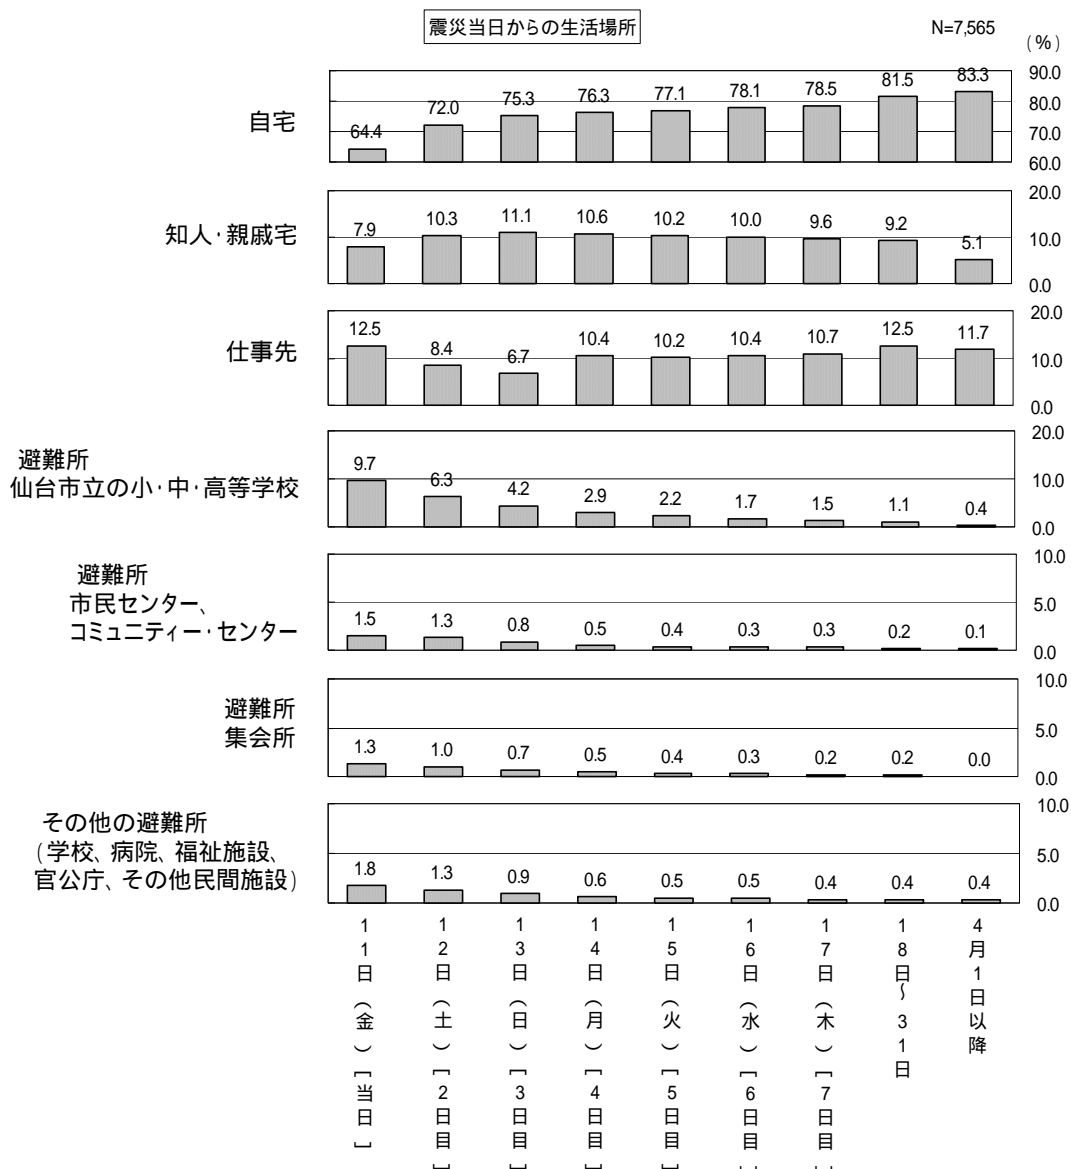 震災当日からの生活場所
N=7,565
(%)
自宅
64.4 72.0 75.3 76.3 77.1 78.1 78.5 81.5 83.3
90.0
80.0
70.0
60.0
知人・親戚宅
7.9 10.3 11.1 10.6 10.2 10.0 9.6 9.2 5.1
20.0
10.0
0.0
仕事先
12.5 8.4 6.7 10.4 10.2 10.4 10.7 12.5 11.7
20.0
10.0
0.0
避難所
仙台市立の小・中・高等学校
9.7 6.3 4.2 2.9 2.2 1.7 1.5 1.1 0.4
20.0
10.0
0.0
避難所
市民センター、
コミュニティー・センター
1.5 1.3 0.8 0.5 0.4 0.3 0.3 0.2 0.1
10.0
5.0
0.0
避難所
集会所
1.3 1.0 0.7 0.5 0.4 0.3 0.2 0.2 0.0
10.0
5.0
0.0
その他の避難所
(学校、病院、福祉施設、
官公庁、その他民間施設)
1.8 1.3 0.9 0.6 0.5 0.5 0.4 0.4 0.4
10.0
5.0
0.0
11日(金)[当日]
12日(土)[2日目]
13日(日)[3日目]
14日(月)[4日目]
15日(火)[5日目]
16日(水)[6日目]
17日(木)[7日目]
18日~31日
4月1日以降